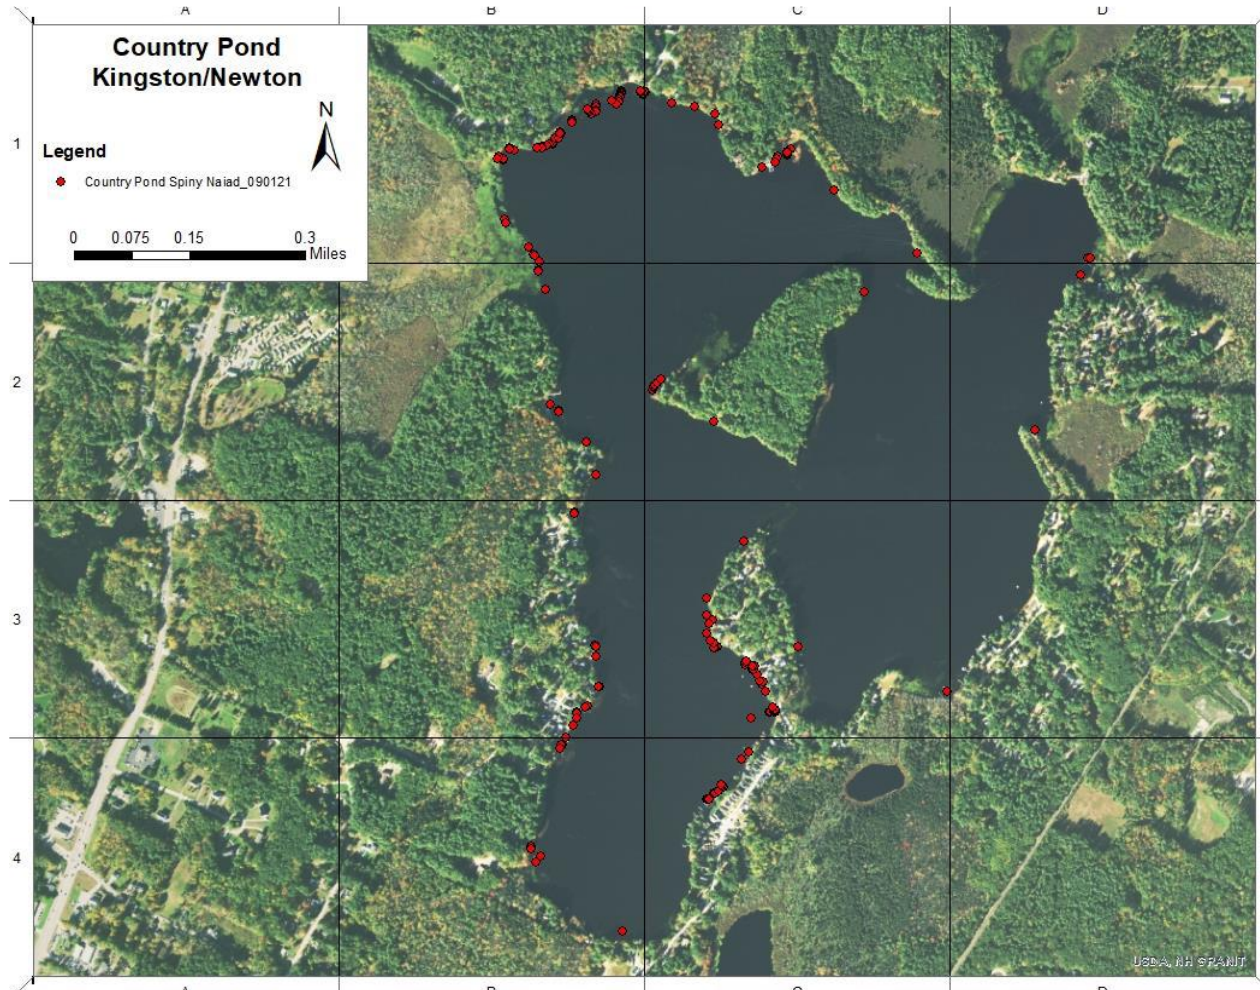 A B C D
Country Pond
Kingston/Newton
N
1
Legend
Country Pond Spiny Naiad_090121
0 0.075 0.15 0.3
Miles
2
3
4
USDA, NH GRANIT
A B C D